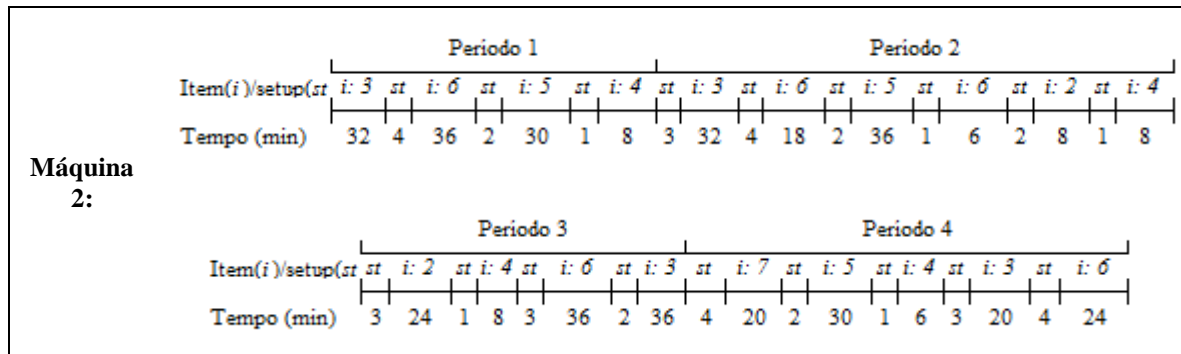 Periodo 1 Periodo 2
Item(i)/setup(st i: 3 st i: 6 st i: 5 st i: 4 st i: 3 st i: 6 st i: 5 st i: 6 st i: 2 st i: 4
Tempo (min) 32 4 36 2 30 1 8 3 32 4 18 2 36 1 6 2 8 1 8
Máquina
2:
Periodo 3 Periodo 4
Item(i)/setup(st st i: 2 st i: 4 st i: 6 st i: 3 st i: 7 st i: 5 st i: 4 st i: 3 st i: 6
Tempo (min) 3 24 1 8 3 36 2 36 4 20 2 30 1 6 3 20 4 24